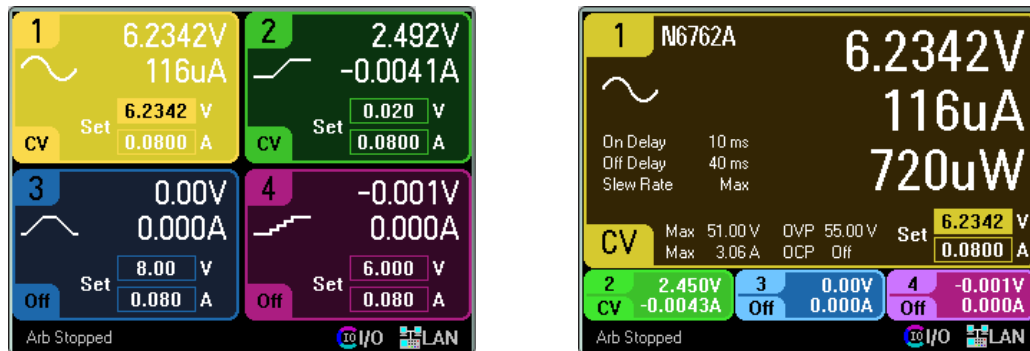 1 6.2342V
116uA
Set 6.2342 V
CV 0.0800 A
2 2.492V
-0.0041A
Set 0.020 V
CV 0.0800 A
3 0.00V
0.000A
Set 8.00 V
Off 0.080 A
4 -0.001V
0.000A
Set 6.000 V
Off 0.080 A
Arb Stopped IO I/O LAN
1 N6762A 6.2342V
116uA
720uW
On Delay 10 ms
Off Delay 40 ms
Slew Rate Max
CV Max 51.00 V OVP 55.00 V Set 6.2342 V
Max 3.06 A OCP Off 0.0800 A
2 2.450V 3 0.00V 4 -0.001V
CV -0.0043A Off 0.000A Off 0.000A
Arb Stopped IO I/O LAN